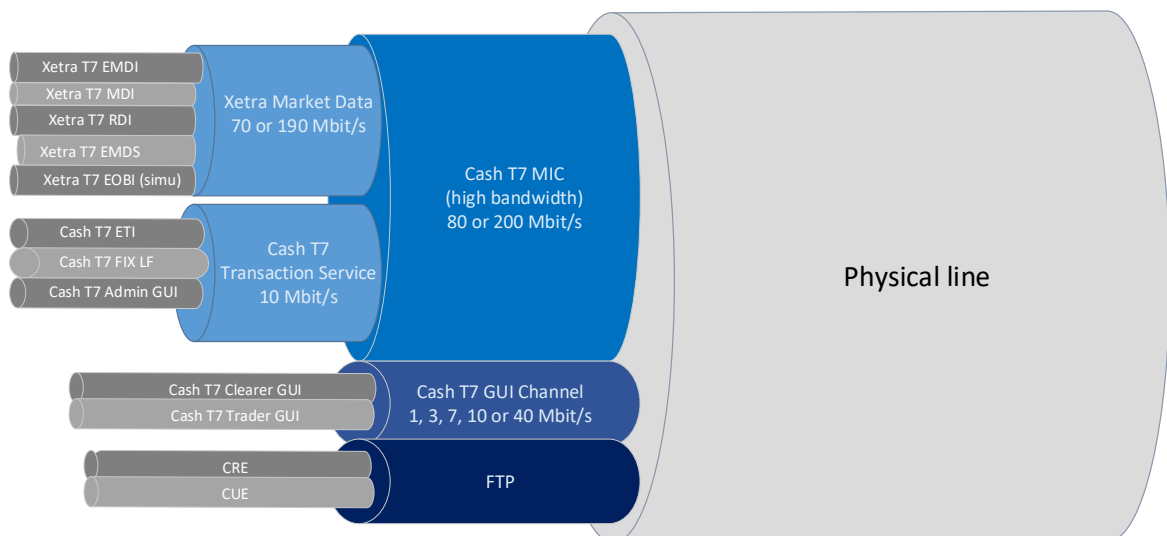 Xetra T7 EMDI
Xetra T7 MDI
Xetra T7 RDI
Xetra T7 EMDS
Xetra T7 EOBI (simu)
Xetra Market Data
70 or 190 Mbit/s
Cash T7 ETI
Cash T7 FIX LF
Cash T7 Admin GUI
Cash T7
Transaction Service
10 Mbit/s
Cash T7 MIC
(high bandwidth)
80 or 200 Mbit/s
Cash T7 Clearer GUI
Cash T7 Trader GUI
Cash T7 GUI Channel
1, 3, 7, 10 or 40 Mbit/s
CRE
CUE
FTP
Physical line